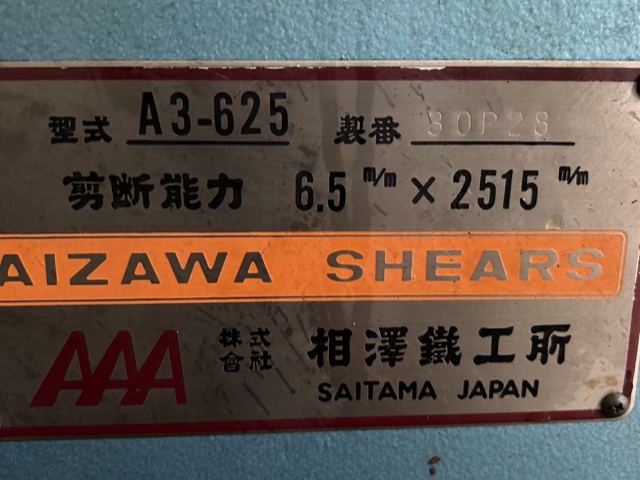 型式 A3-625 製番 80P28
剪断能力 6.5 m/m × 2515 m/m
AIZAWA SHEARS
AAA 株式會社 相澤鐵工所
SAITAMA JAPAN